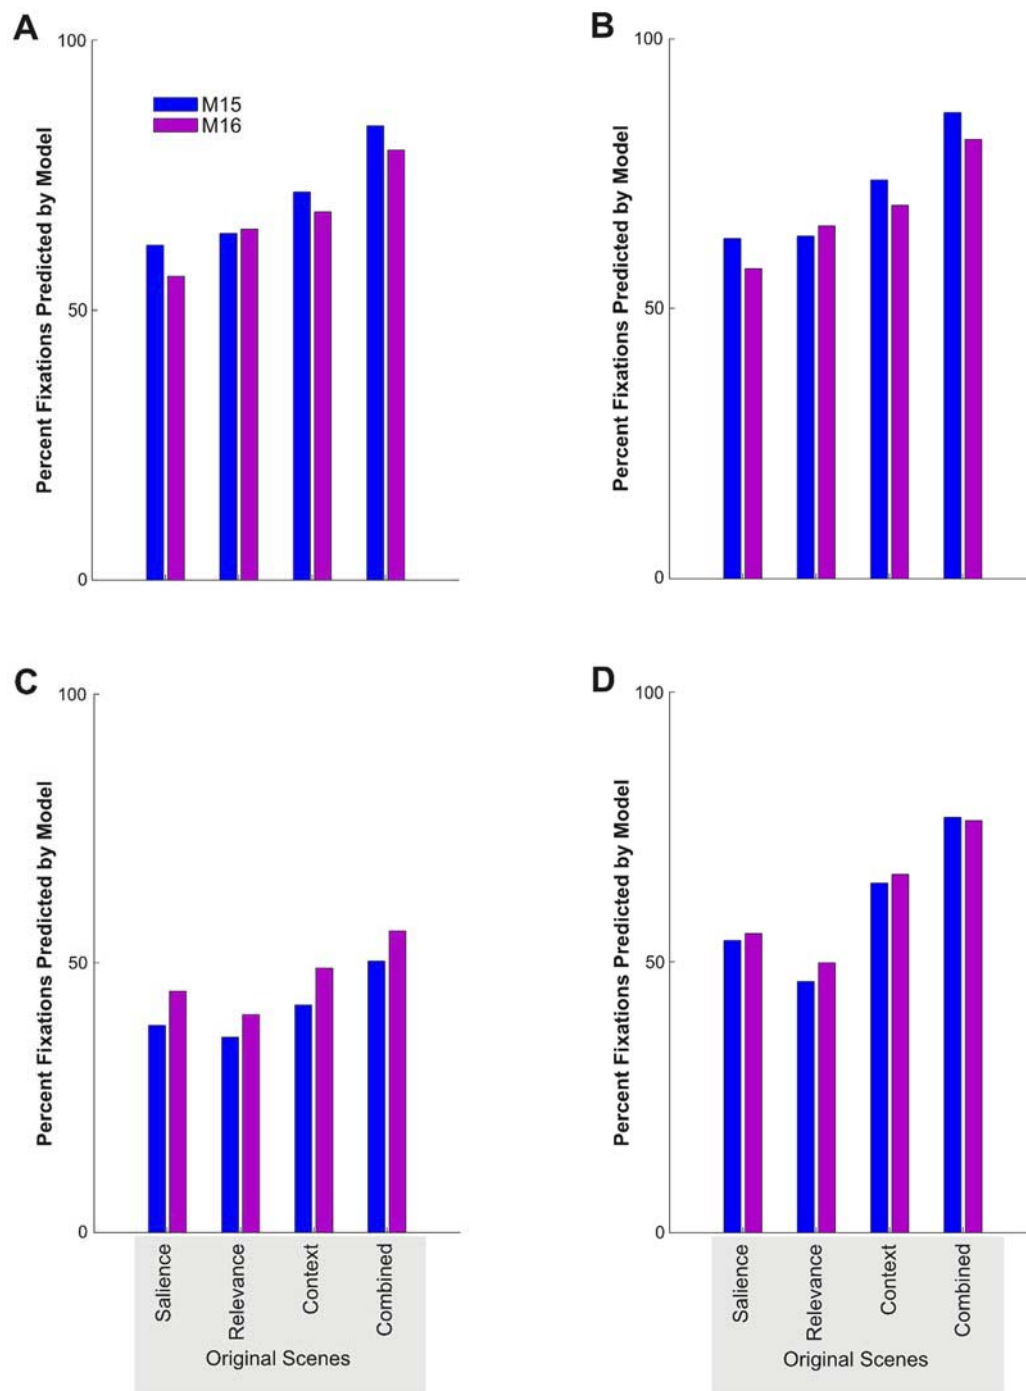 A
100
M15
M16
Percent Fixations Predicted by Model
50
0
B
100
Percent Fixations Predicted by Model
50
0
C
100
Percent Fixations Predicted by Model
50
0
Salience
Relevance
Context
Combined
Original Scenes
D
100
Percent Fixations Predicted by Model
50
0
Salience
Relevance
Context
Combined
Original Scenes